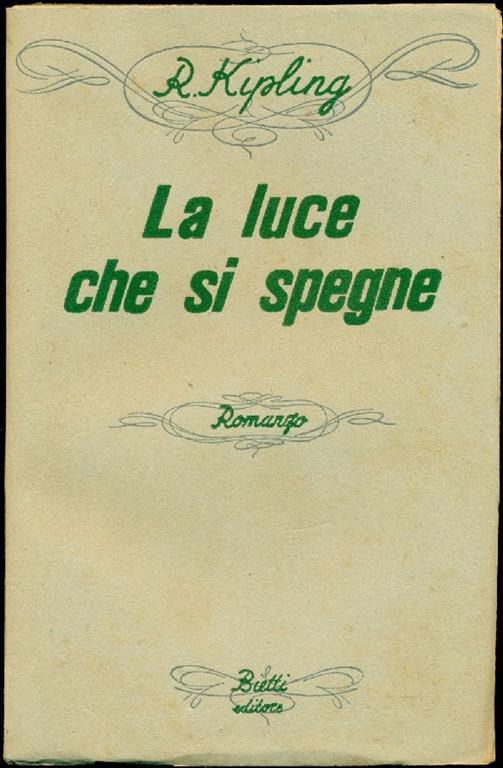 R. Kipling
La luce
che si spegne
Romanzo
Bietti
editore